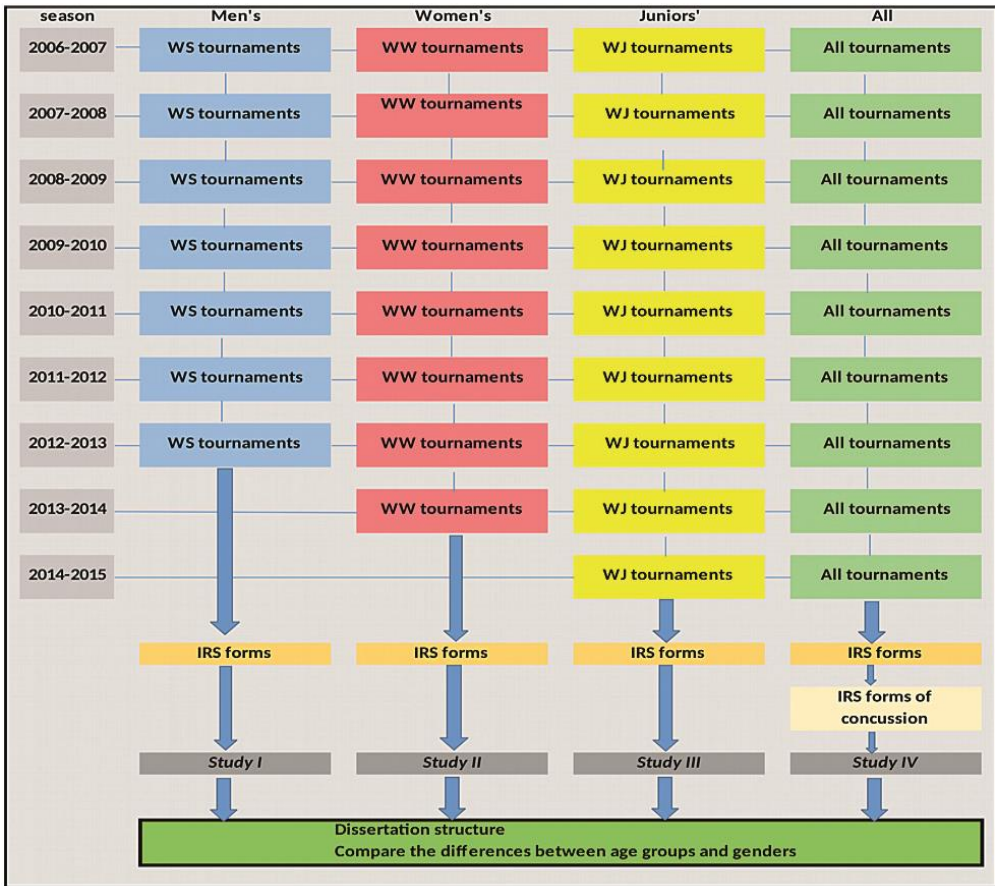 season Men's Women's Juniors' All
2006-2007 WS tournaments WW tournaments WJ tournaments All tournaments
2007-2008 WS tournaments WW tournaments WJ tournaments All tournaments
2008-2009 WS tournaments WW tournaments WJ tournaments All tournaments
2009-2010 WS tournaments WW tournaments WJ tournaments All tournaments
2010-2011 WS tournaments WW tournaments WJ tournaments All tournaments
2011-2012 WS tournaments WW tournaments WJ tournaments All tournaments
2012-2013 WS tournaments WW tournaments WJ tournaments All tournaments
2013-2014 WW tournaments WJ tournaments All tournaments
2014-2015 WJ tournaments All tournaments
IRS forms IRS forms IRS forms IRS forms
IRS forms of
concussion
Study I Study II Study III Study IV
Dissertation structure
Compare the differences between age groups and genders